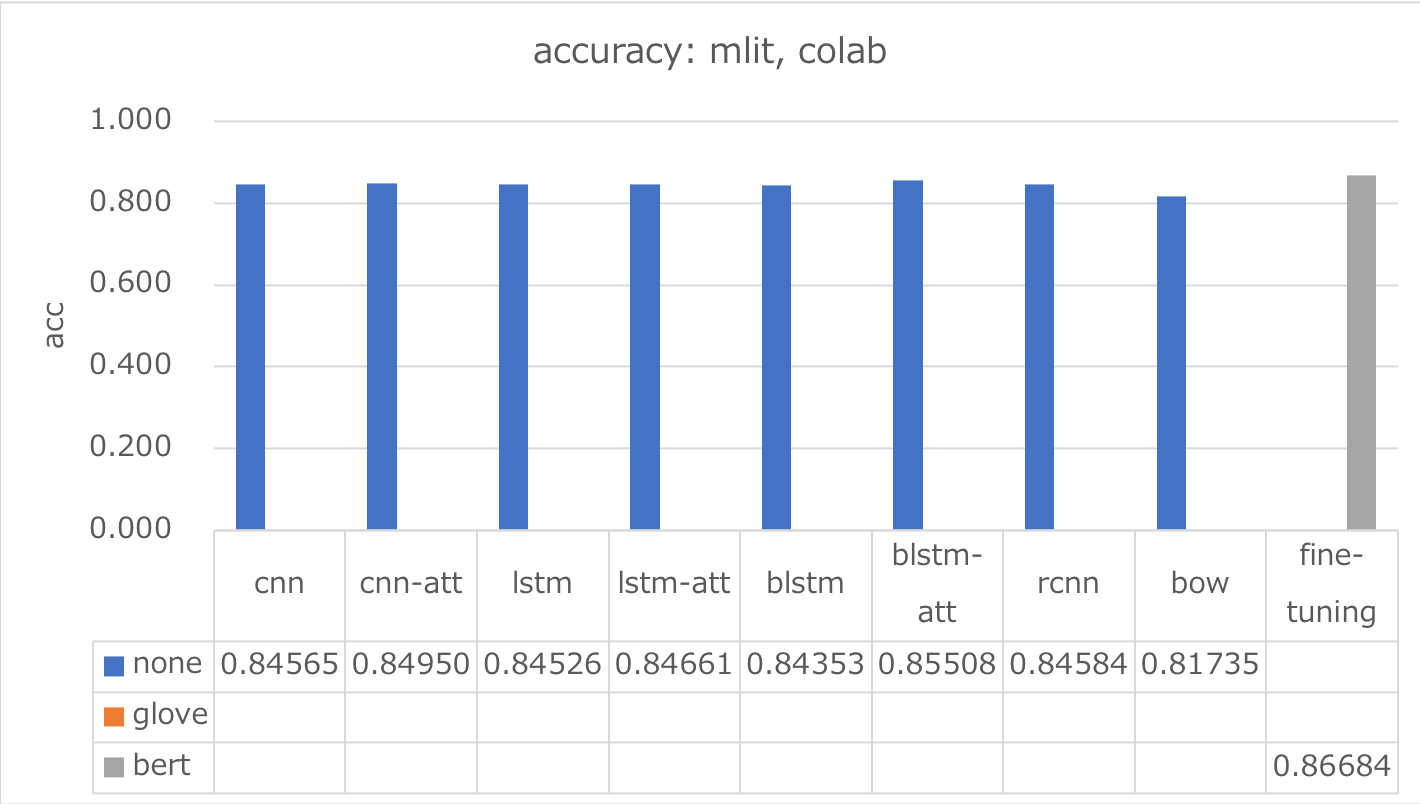 accuracy: mlit, colab
1.000
0.800
0.600
0.400
0.200
0.000
acc
cnn cnn-att lstm lstm-att blstm blstm-att rcnn bow fine-tuning
none 0.84565 0.84950 0.84526 0.84661 0.84353 0.85508 0.84584 0.81735
glove
bert 0.86684